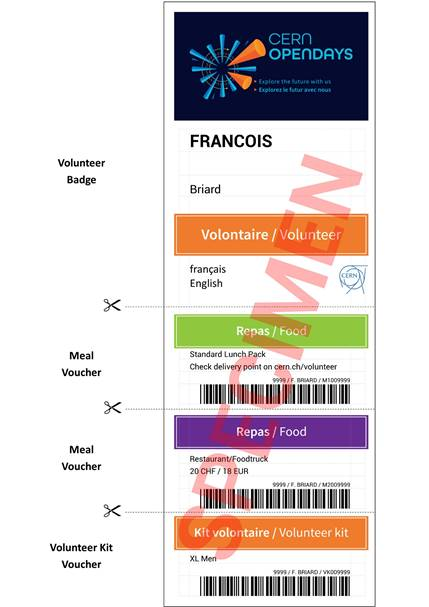 CERN
OPENDAYS
Explore the future with us
Explorez le futur avec nous
FRANCOIS
Volunteer
Badge
Briard
Volontaire / Volunteer
français
English
CERN
Repas / Food
Meal
Voucher
Standard Lunch Pack
Check delivery point on cern.ch/volunteer
9999 / F. BRIARD / M1009999
Repas / Food
Meal
Voucher
Restaurant/Foodtruck
20 CHF / 18 EUR
9999 / F. BRIARD / M2009999
Kit volontaire / Volunteer kit
Volunteer Kit
Voucher
XL Men
9999 / F. BRIARD / VK009999
SPECIMEN